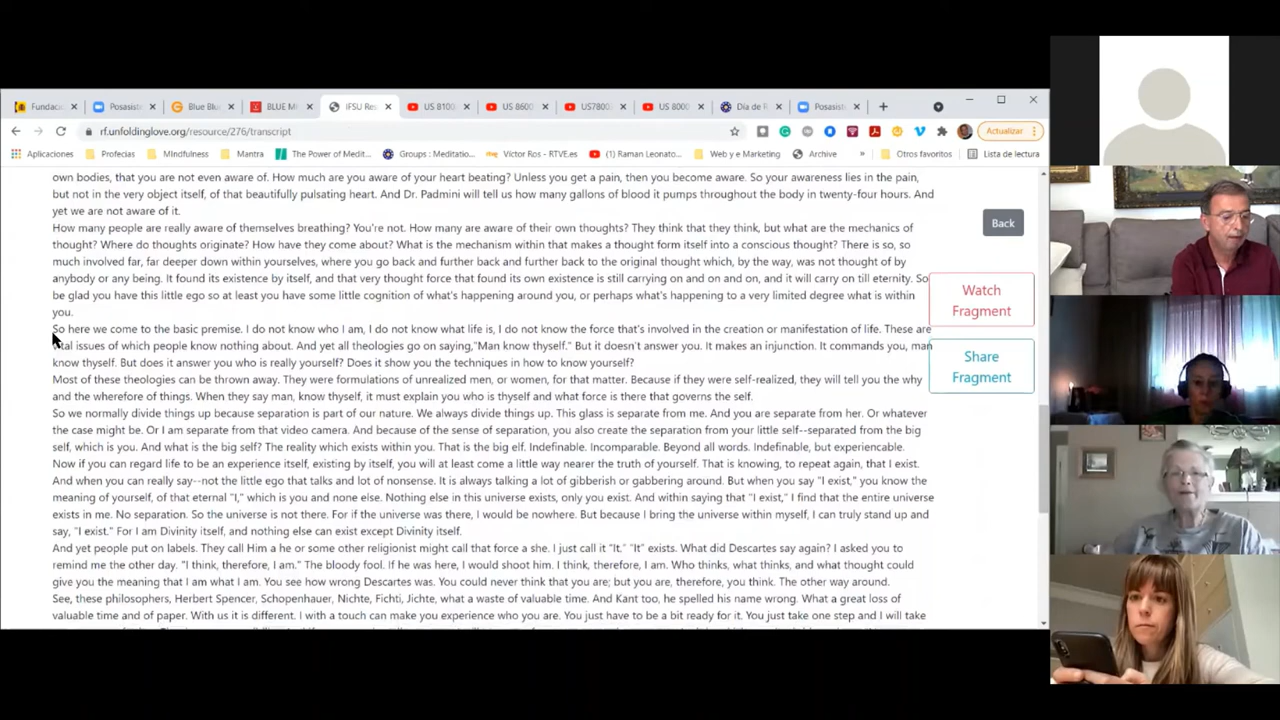 Fundaci
Posasist
Blue Blu
BLUE M
IFSU Re
US 8100
US 8600
US7800
US 8000
Día de R
Posasist
rf.unfoldinglove.org/resource/276/transcript
Actualizar
Aplicaciones
Profecias
Mindfulness
Mantra
The Power of Medit...
Groups : Meditatio...
Víctor Ros - RTVE.es
(1) Raman Leonato...
Web y e Marketing
Archive
»
Otros favoritos
Lista de lectura
own bodies, that you are not even aware of. How much are you aware of your heart beating? Unless you get a pain, then you become aware. So your awareness lies in the pain,
but not in the very object itself, of that beautifully pulsating heart. And Dr. Padmini will tell us how many gallons of blood it pumps throughout the body in twenty-four hours. And
yet we are not aware of it.
How many people are really aware of themselves breathing? You're not. How many are aware of their own thoughts? They think that they think, but what are the mechanics of
thought? Where do thoughts originate? How have they come about? What is the mechanism within that makes a thought form itself into a conscious thought? There is so, so
much involved far, far deeper down within yourselves, where you go back and further back and further back to the original thought which, by the way, was not thought of by
anybody or any being. It found its existence by itself, and that very thought force that found its own existence is still carrying on and on and on, and it will carry on till eternity. So
be glad you have this little ego so at least you have some little cognition of what's happening around you, or perhaps what's happening to a very limited degree what is within
you.
So here we come to the basic premise. I do not know who I am, I do not know what life is, I do not know the force that's involved in the creation or manifestation of life. These are
vital issues of which people know nothing about. And yet all theologies go on saying,"Man know thyself." But it doesn't answer you. It makes an injunction. It commands you, man
know thyself. But does it answer you who is really yourself? Does it show you the techniques in how to know yourself?
Most of these theologies can be thrown away. They were formulations of unrealized men, or women, for that matter. Because if they were self-realized, they will tell you the why
and the wherefore of things. When they say man, know thyself, it must explain you who is thyself and what force is there that governs the self.
So we normally divide things up because separation is part of our nature. We always divide things up. This glass is separate from me. And you are separate from her. Or whatever
the case might be. Or I am separate from that video camera. And because of the sense of separation, you also create the separation from your little self--separated from the big
self, which is you. And what is the big self? The reality which exists within you. That is the big elf. Indefinable. Incomparable. Beyond all words. Indefinable, but experiencable.
Now if you can regard life to be an experience itself, existing by itself, you will at least come a little way nearer the truth of yourself. That is knowing, to repeat again, that I exist.
And when you can really say--not the little ego that talks and lot of nonsense. It is always talking a lot of gibberish or gabbering around. But when you say "I exist," you know the
meaning of yourself, of that eternal "I," which is you and none else. Nothing else in this universe exists, only you exist. And within saying that "I exist," I find that the entire universe
exists in me. No separation. So the universe is not there. For if the universe was there, I would be nowhere. But because I bring the universe within myself, I can truly stand up and
say, "I exist." For I am Divinity itself, and nothing else can exist except Divinity itself.
And yet people put on labels. They call Him a he or some other religionist might call that force a she. I just call it "It." "It" exists. What did Descartes say again? I asked you to
remind me the other day. "I think, therefore, I am." The bloody fool. If he was here, I would shoot him. I think, therefore, I am. Who thinks, what thinks, and what thought could
give you the meaning that I am what I am. You see how wrong Descartes was. You could never think that you are; but you are, therefore, you think. The other way around.
See, these philosophers, Herbert Spencer, Schopenhauer, Nichte, Fichti, Jichte, what a waste of valuable time. And Kant too, he spelled his name wrong. What a great loss of
valuable time and of paper. With us it is different. I with a touch can make you experience who you are. You just have to be a bit ready for it. You just take one step and I will take
Back
Watch
Fragment
Share
Fragment